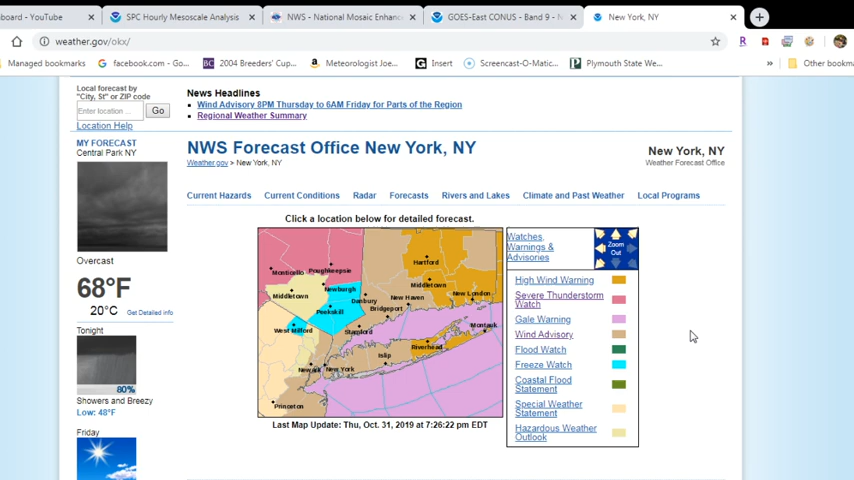 board - YouTube
SPC Hourly Mesoscale Analysis
NWS - National Mosaic Enhanc
GOES-East CONUS - Band 9 - N
New York, NY
weather.gov/okx/
Managed bookmarks
facebook.com - Go...
2004 Breeders' Cup...
Meteorologist Joe...
Insert
Screencast-O-Matic...
Plymouth State We...
Other bookma
Local forecast by
"City, St" or ZIP code
Enter location ...
Go
Location Help
News Headlines
Wind Advisory 8PM Thursday to 6AM Friday for Parts of the Region
Regional Weather Summary
MY FORECAST
Central Park NY
Overcast
68°F
20°C
Get Detailed info
Tonight
80%
Showers and Breezy
Low: 48°F
Friday
NWS Forecast Office New York, NY
Weather.gov > New York, NY
New York, NY
Weather Forecast Office
Current Hazards
Current Conditions
Radar
Forecasts
Rivers and Lakes
Climate and Past Weather
Local Programs
Click a location below for detailed forecast.
Monticello
Poughkeepsie
Hartford
Middletown
Newburgh
Middletown
Danbury
New Haven
New London
Peekskill
Bridgeport
West Milford
Stamford
Montauk
Riverhead
Islip
Newark
New York
Princeton
Last Map Update: Thu, Oct. 31, 2019 at 7:26:22 pm EDT
Watches,
Warnings &
Advisories
Zoom
Out
High Wind Warning
Severe Thunderstorm
Watch
Gale Warning
Wind Advisory
Flood Watch
Freeze Watch
Coastal Flood
Statement
Special Weather
Statement
Hazardous Weather
Outlook